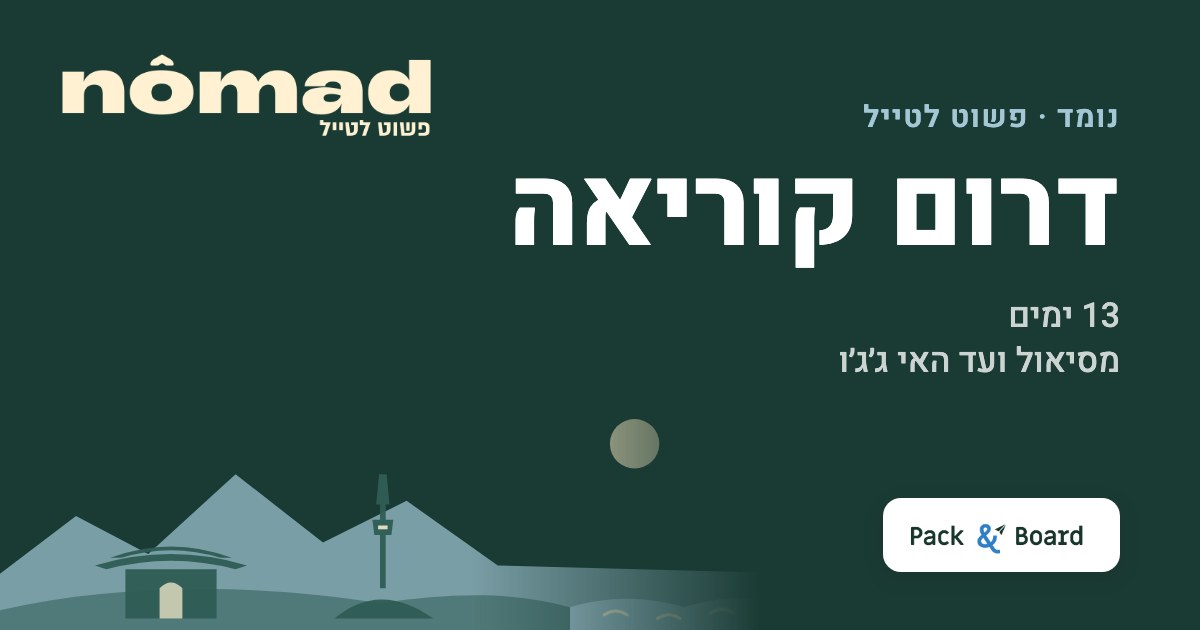 nômad
פשוט לטייל
נומד · פשוט לטייל
דרום קוריאה
13 ימים
מסיאול ועד האי ג'ג'ו
Pack & Board